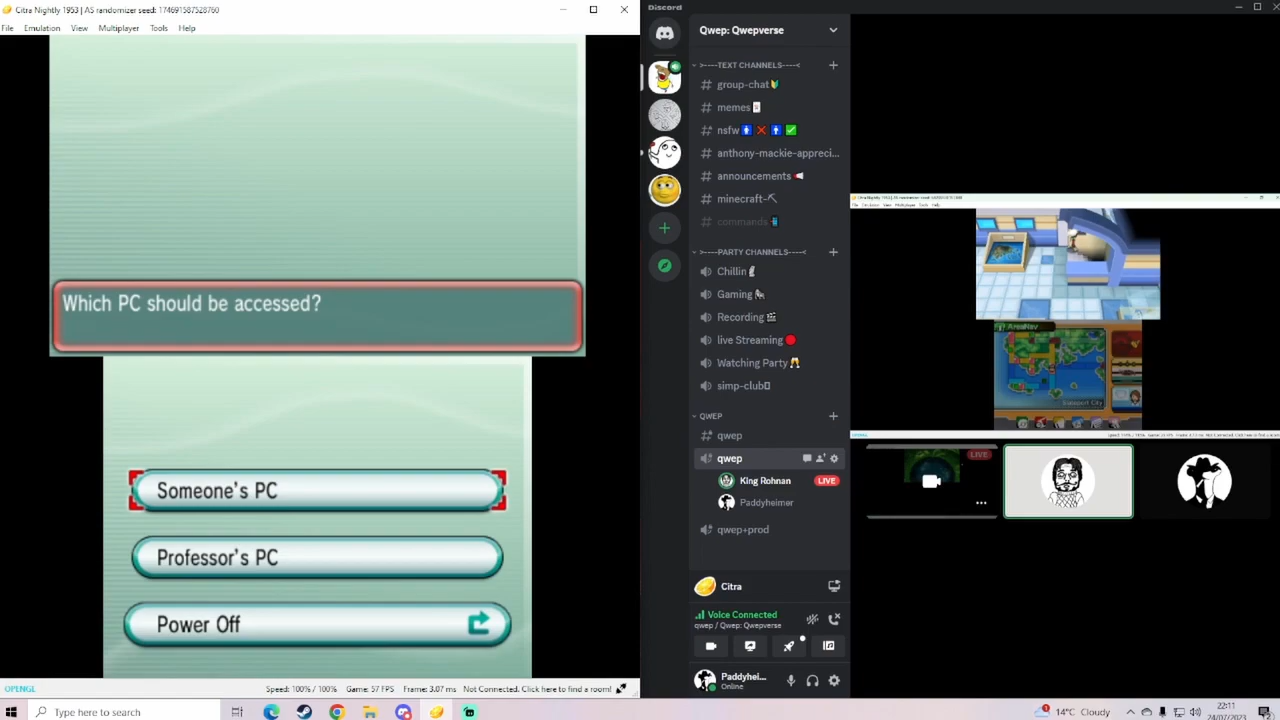 Citra Nightly 1953 | AS randomizer seed: 174691587528760
File Emulation View Multiplayer Tools Help
Which PC should be accessed?
Someone's PC
Professor's PC
Power Off
OPENGL
Speed: 100% / 100% Game: 57 FPS Frame: 3.07 ms Not Connected. Click here to find a room!
Discord
Qwep: Qwepverse
>----TEXT CHANNELS----<
group-chat
memes
nsfw
anthony-mackie-appreci...
announcements
minecraft-
commands
>----PARTY CHANNELS----<
Chillin
Gaming
Recording
live Streaming
Watching Party
simp-club
QWEP
qwep
qwep
King Rohnan LIVE
Paddyheimer
qwep+prod
Citra
Voice Connected
qwep / Qwep: Qwepverse
Paddyhei...
Online
AreaNav
LIVE
Type here to search
14°C Cloudy
22:11
24/07/2023